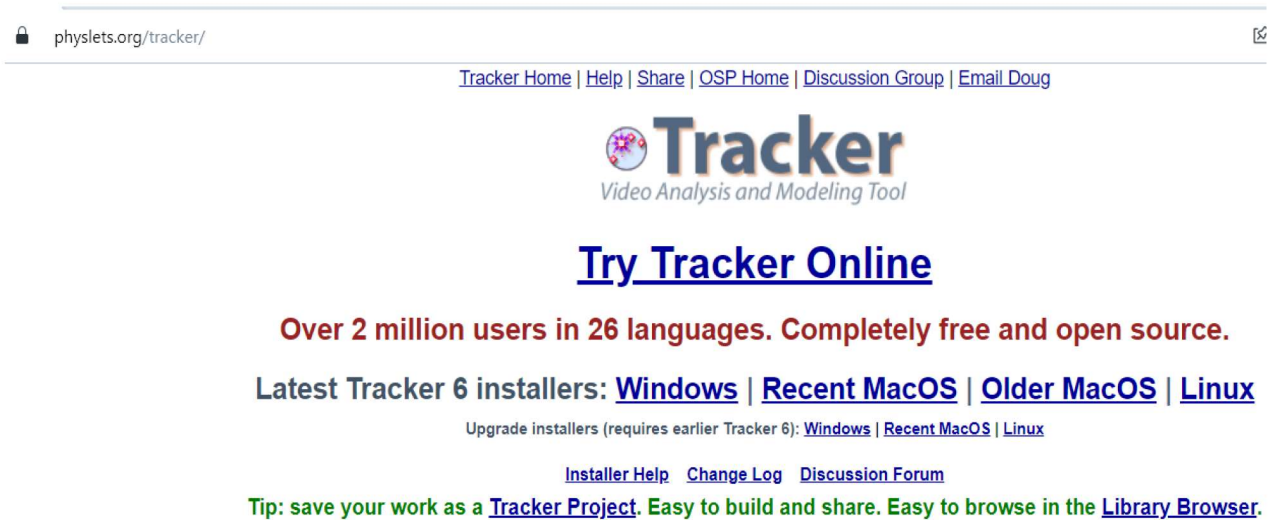 physlets.org/tracker/
Tracker Home | Help | Share | OSP Home | Discussion Group | Email Doug
Tracker
Video Analysis and Modeling Tool
Try Tracker Online
Over 2 million users in 26 languages. Completely free and open source.
Latest Tracker 6 installers: Windows | Recent MacOS | Older MacOS | Linux
Upgrade installers (requires earlier Tracker 6): Windows | Recent MacOS | Linux
Installer Help Change Log Discussion Forum
Tip: save your work as a Tracker Project. Easy to build and share. Easy to browse in the Library Browser.